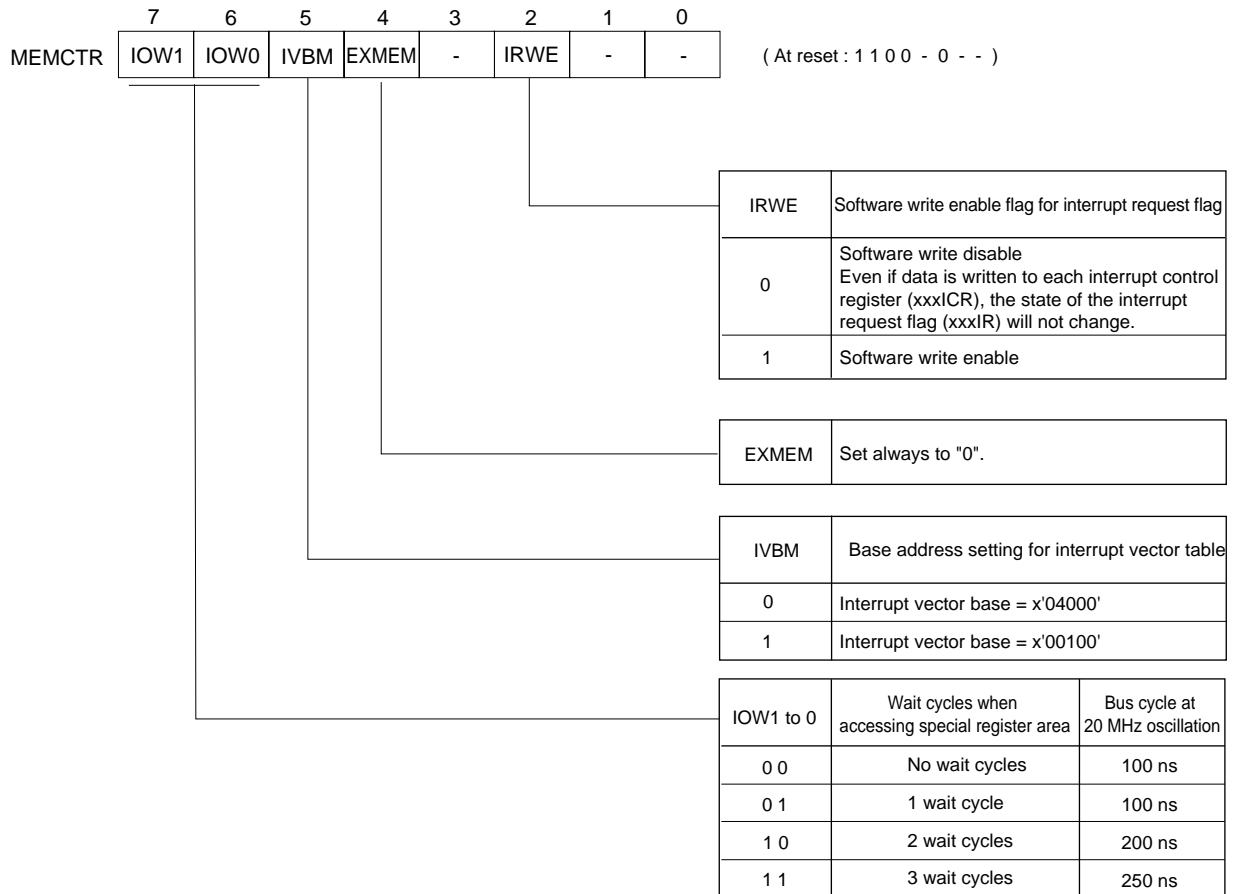 7 6 5 4 3 2 1 0
MEMCTR IOW1 IOW0 IVBM EXMEM - IRWE - - ( At reset : 1 1 0 0 - 0 - - )
IRWE Software write enable flag for interrupt request flag
0 Software write disable
Even if data is written to each interrupt control
register (xxxICR), the state of the interrupt
request flag (xxxIR) will not change.
1 Software write enable
EXMEM Set always to "0".
IVBM Base address setting for interrupt vector table
0 Interrupt vector base = x'04000'
1 Interrupt vector base = x'00100'
IOW1 to 0 Wait cycles when
accessing special register area Bus cycle at
20 MHz oscillation
0 0 No wait cycles 100 ns
0 1 1 wait cycle 100 ns
1 0 2 wait cycles 200 ns
1 1 3 wait cycles 250 ns